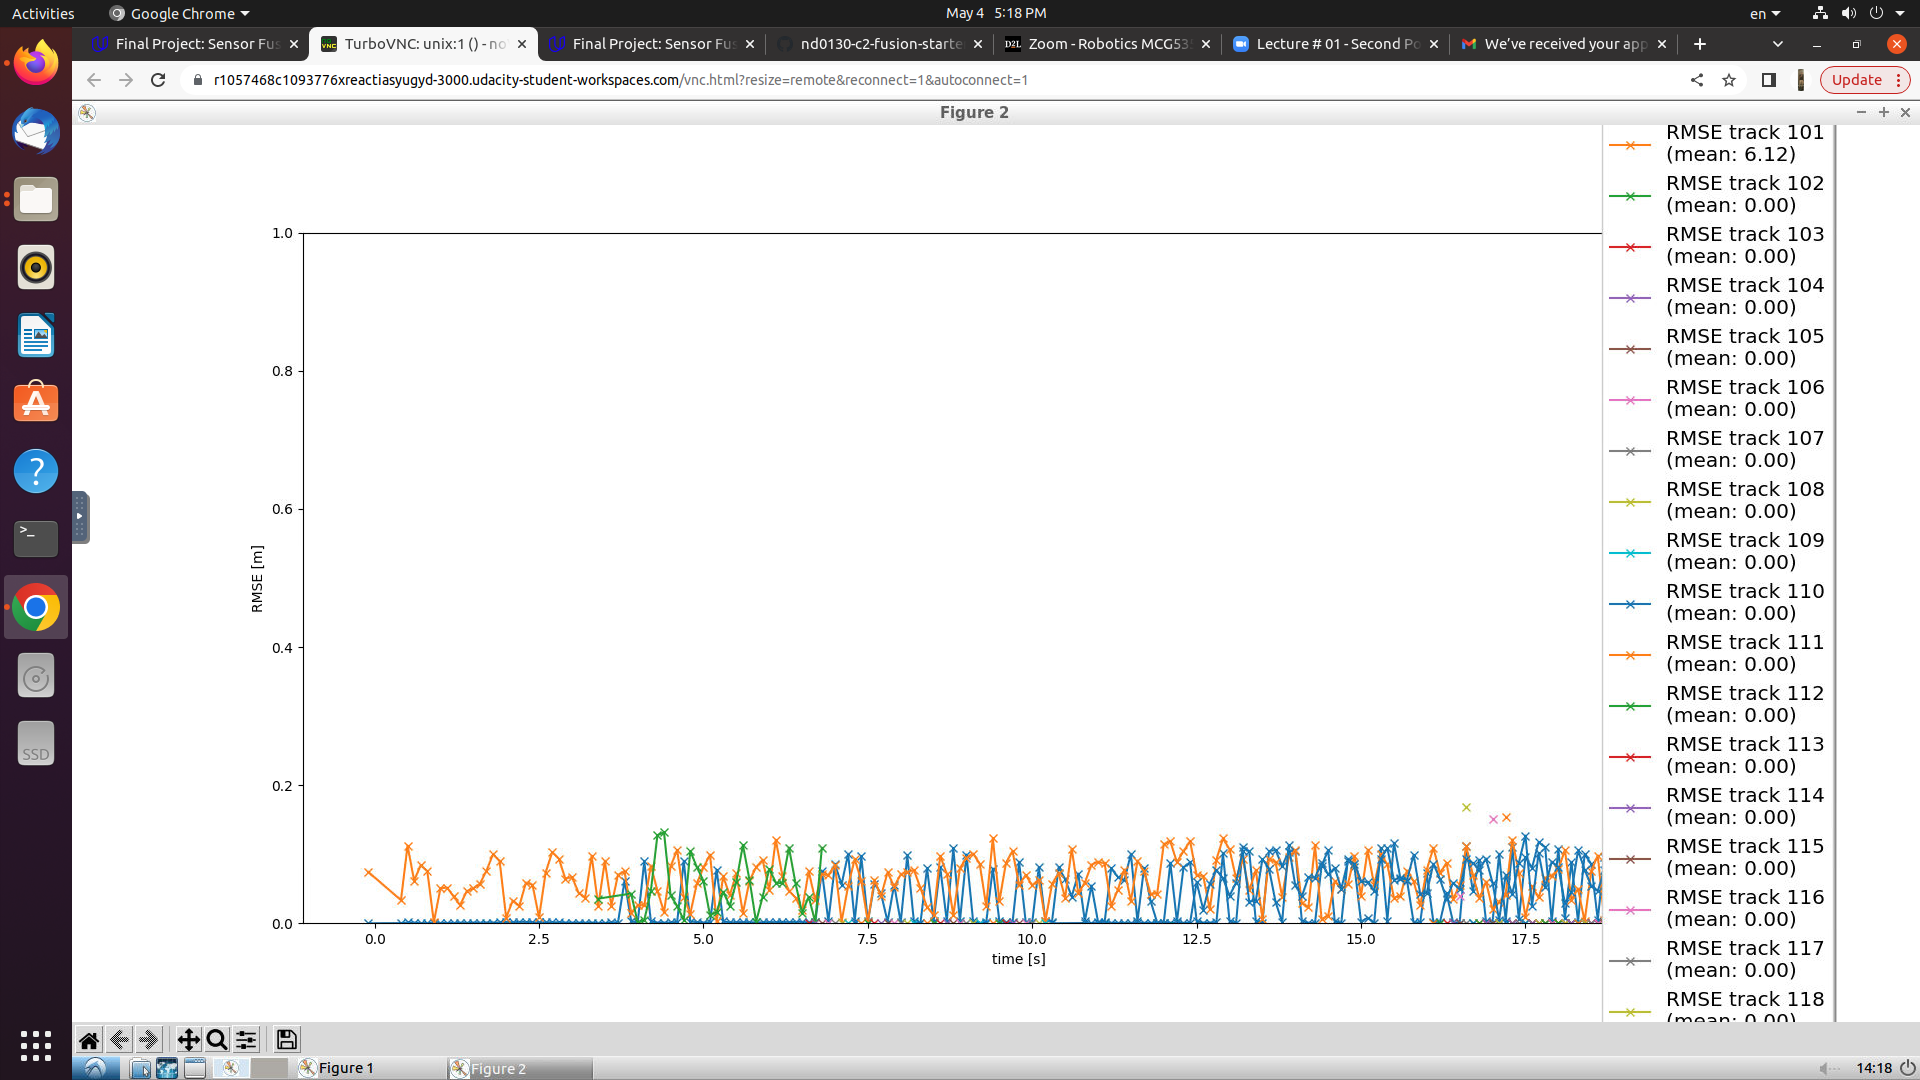 Activities
Google Chrome
May 4 5:18 PM
en
Final Project: Sensor Fus
TurboVNC: unix:1 () - no
Final Project: Sensor Fus
nd0130-c2-fusion-starte
Zoom - Robotics MCG53
Lecture # 01 - Second Po
We've received your app
r1057468c1093776xreactiasyugyd-3000.udacity-student-workspaces.com/vnc.html?resize=remote&reconnect=1&autoconnect=1
Update
Figure 2
RMSE track 101
(mean: 6.12)
RMSE track 102
(mean: 0.00)
RMSE track 103
(mean: 0.00)
RMSE track 104
(mean: 0.00)
RMSE track 105
(mean: 0.00)
RMSE track 106
(mean: 0.00)
RMSE track 107
(mean: 0.00)
RMSE track 108
(mean: 0.00)
RMSE track 109
(mean: 0.00)
RMSE track 110
(mean: 0.00)
RMSE track 111
(mean: 0.00)
RMSE track 112
(mean: 0.00)
RMSE track 113
(mean: 0.00)
RMSE track 114
(mean: 0.00)
RMSE track 115
(mean: 0.00)
RMSE track 116
(mean: 0.00)
RMSE track 117
(mean: 0.00)
RMSE track 118
(mean: 0.00)
1.0
0.8
0.6
0.4
0.2
0.0
RMSE [m]
0.0
2.5
5.0
7.5
10.0
12.5
15.0
17.5
time [s]
SSD
Figure 1
Figure 2
14:18